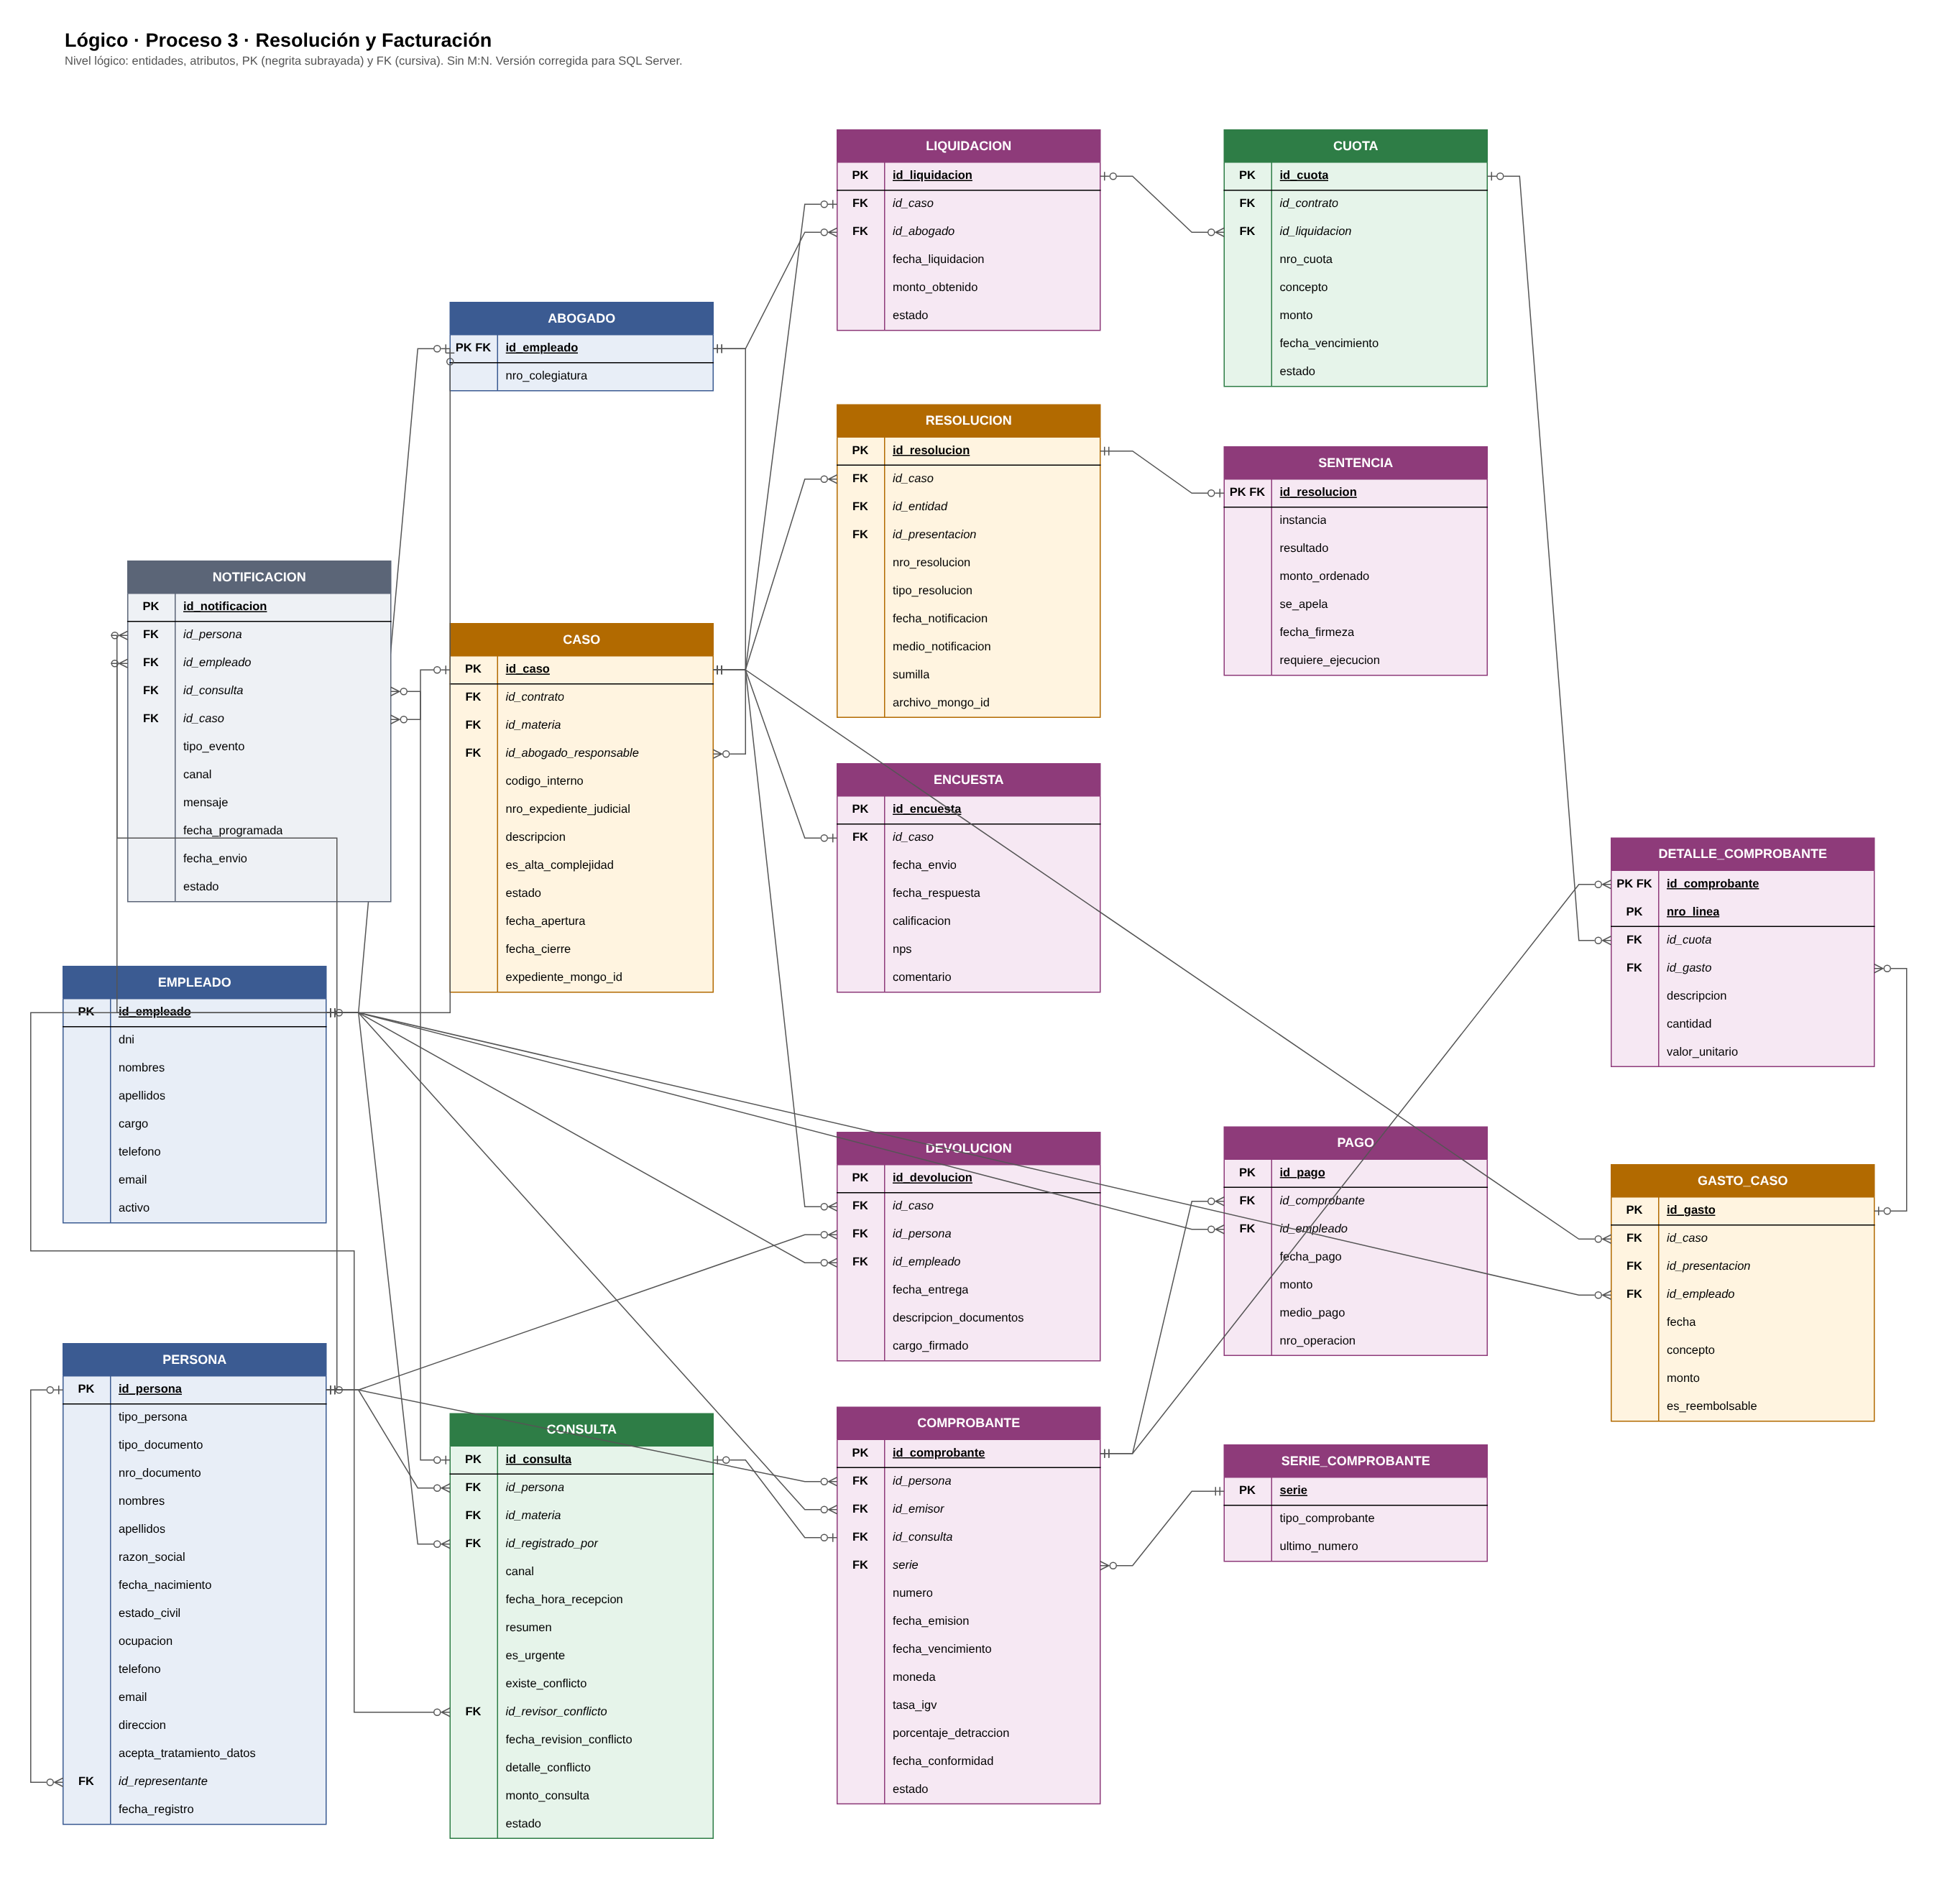 Lógico · Proceso 3 · Resolución y Facturación
Nivel lógico: entidades, atributos, PK (negrita subrayada) y FK (cursiva). Sin M:N. Versión corregida para SQL Server.
LIQUIDACION
PK id_liquidacion
FK id_caso
FK id_abogado
fecha_liquidacion
monto_obtenido
estado
CUOTA
PK id_cuota
FK id_contrato
FK id_liquidacion
nro_cuota
concepto
monto
fecha_vencimiento
estado
ABOGADO
PK FK id_empleado
nro_colegiatura
RESOLUCION
PK id_resolucion
FK id_caso
FK id_entidad
FK id_presentacion
nro_resolucion
tipo_resolucion
fecha_notificacion
medio_notificacion
sumilla
archivo_mongo_id
SENTENCIA
PK FK id_resolucion
instancia
resultado
monto_ordenado
se_apela
fecha_firmeza
requiere_ejecucion
NOTIFICACION
PK id_notificacion
FK id_persona
FK id_empleado
FK id_consulta
FK id_caso
tipo_evento
canal
mensaje
fecha_programada
fecha_envio
estado
CASO
PK id_caso
FK id_contrato
FK id_materia
FK id_abogado_responsable
codigo_interno
nro_expediente_judicial
descripcion
es_alta_complejidad
estado
fecha_apertura
fecha_cierre
expediente_mongo_id
ENCUESTA
PK id_encuesta
FK id_caso
fecha_envio
fecha_respuesta
calificacion
nps
comentario
DETALLE_COMPROBANTE
PK FK id_comprobante
PK nro_linea
FK id_cuota
FK id_gasto
descripcion
cantidad
valor_unitario
EMPLEADO
PK id_empleado
dni
nombres
apellidos
cargo
telefono
email
activo
DEVOLUCION
PK id_devolucion
FK id_caso
FK id_persona
FK id_empleado
fecha_entrega
descripcion_documentos
cargo_firmado
PAGO
PK id_pago
FK id_comprobante
FK id_empleado
fecha_pago
monto
medio_pago
nro_operacion
GASTO_CASO
PK id_gasto
FK id_caso
FK id_presentacion
FK id_empleado
fecha
concepto
monto
es_reembolsable
PERSONA
PK id_persona
tipo_persona
tipo_documento
nro_documento
nombres
apellidos
razon_social
fecha_nacimiento
estado_civil
ocupacion
telefono
email
direccion
acepta_tratamiento_datos
FK id_representante
fecha_registro
CONSULTA
PK id_consulta
FK id_persona
FK id_materia
FK id_registrado_por
canal
fecha_hora_recepcion
resumen
es_urgente
existe_conflicto
FK id_revisor_conflicto
fecha_revision_conflicto
detalle_conflicto
monto_consulta
estado
COMPROBANTE
PK id_comprobante
FK id_persona
FK id_emisor
FK id_consulta
FK serie
numero
fecha_emision
fecha_vencimiento
moneda
tasa_igv
porcentaje_detraccion
fecha_conformidad
estado
SERIE_COMPROBANTE
PK serie
tipo_comprobante
ultimo_numero